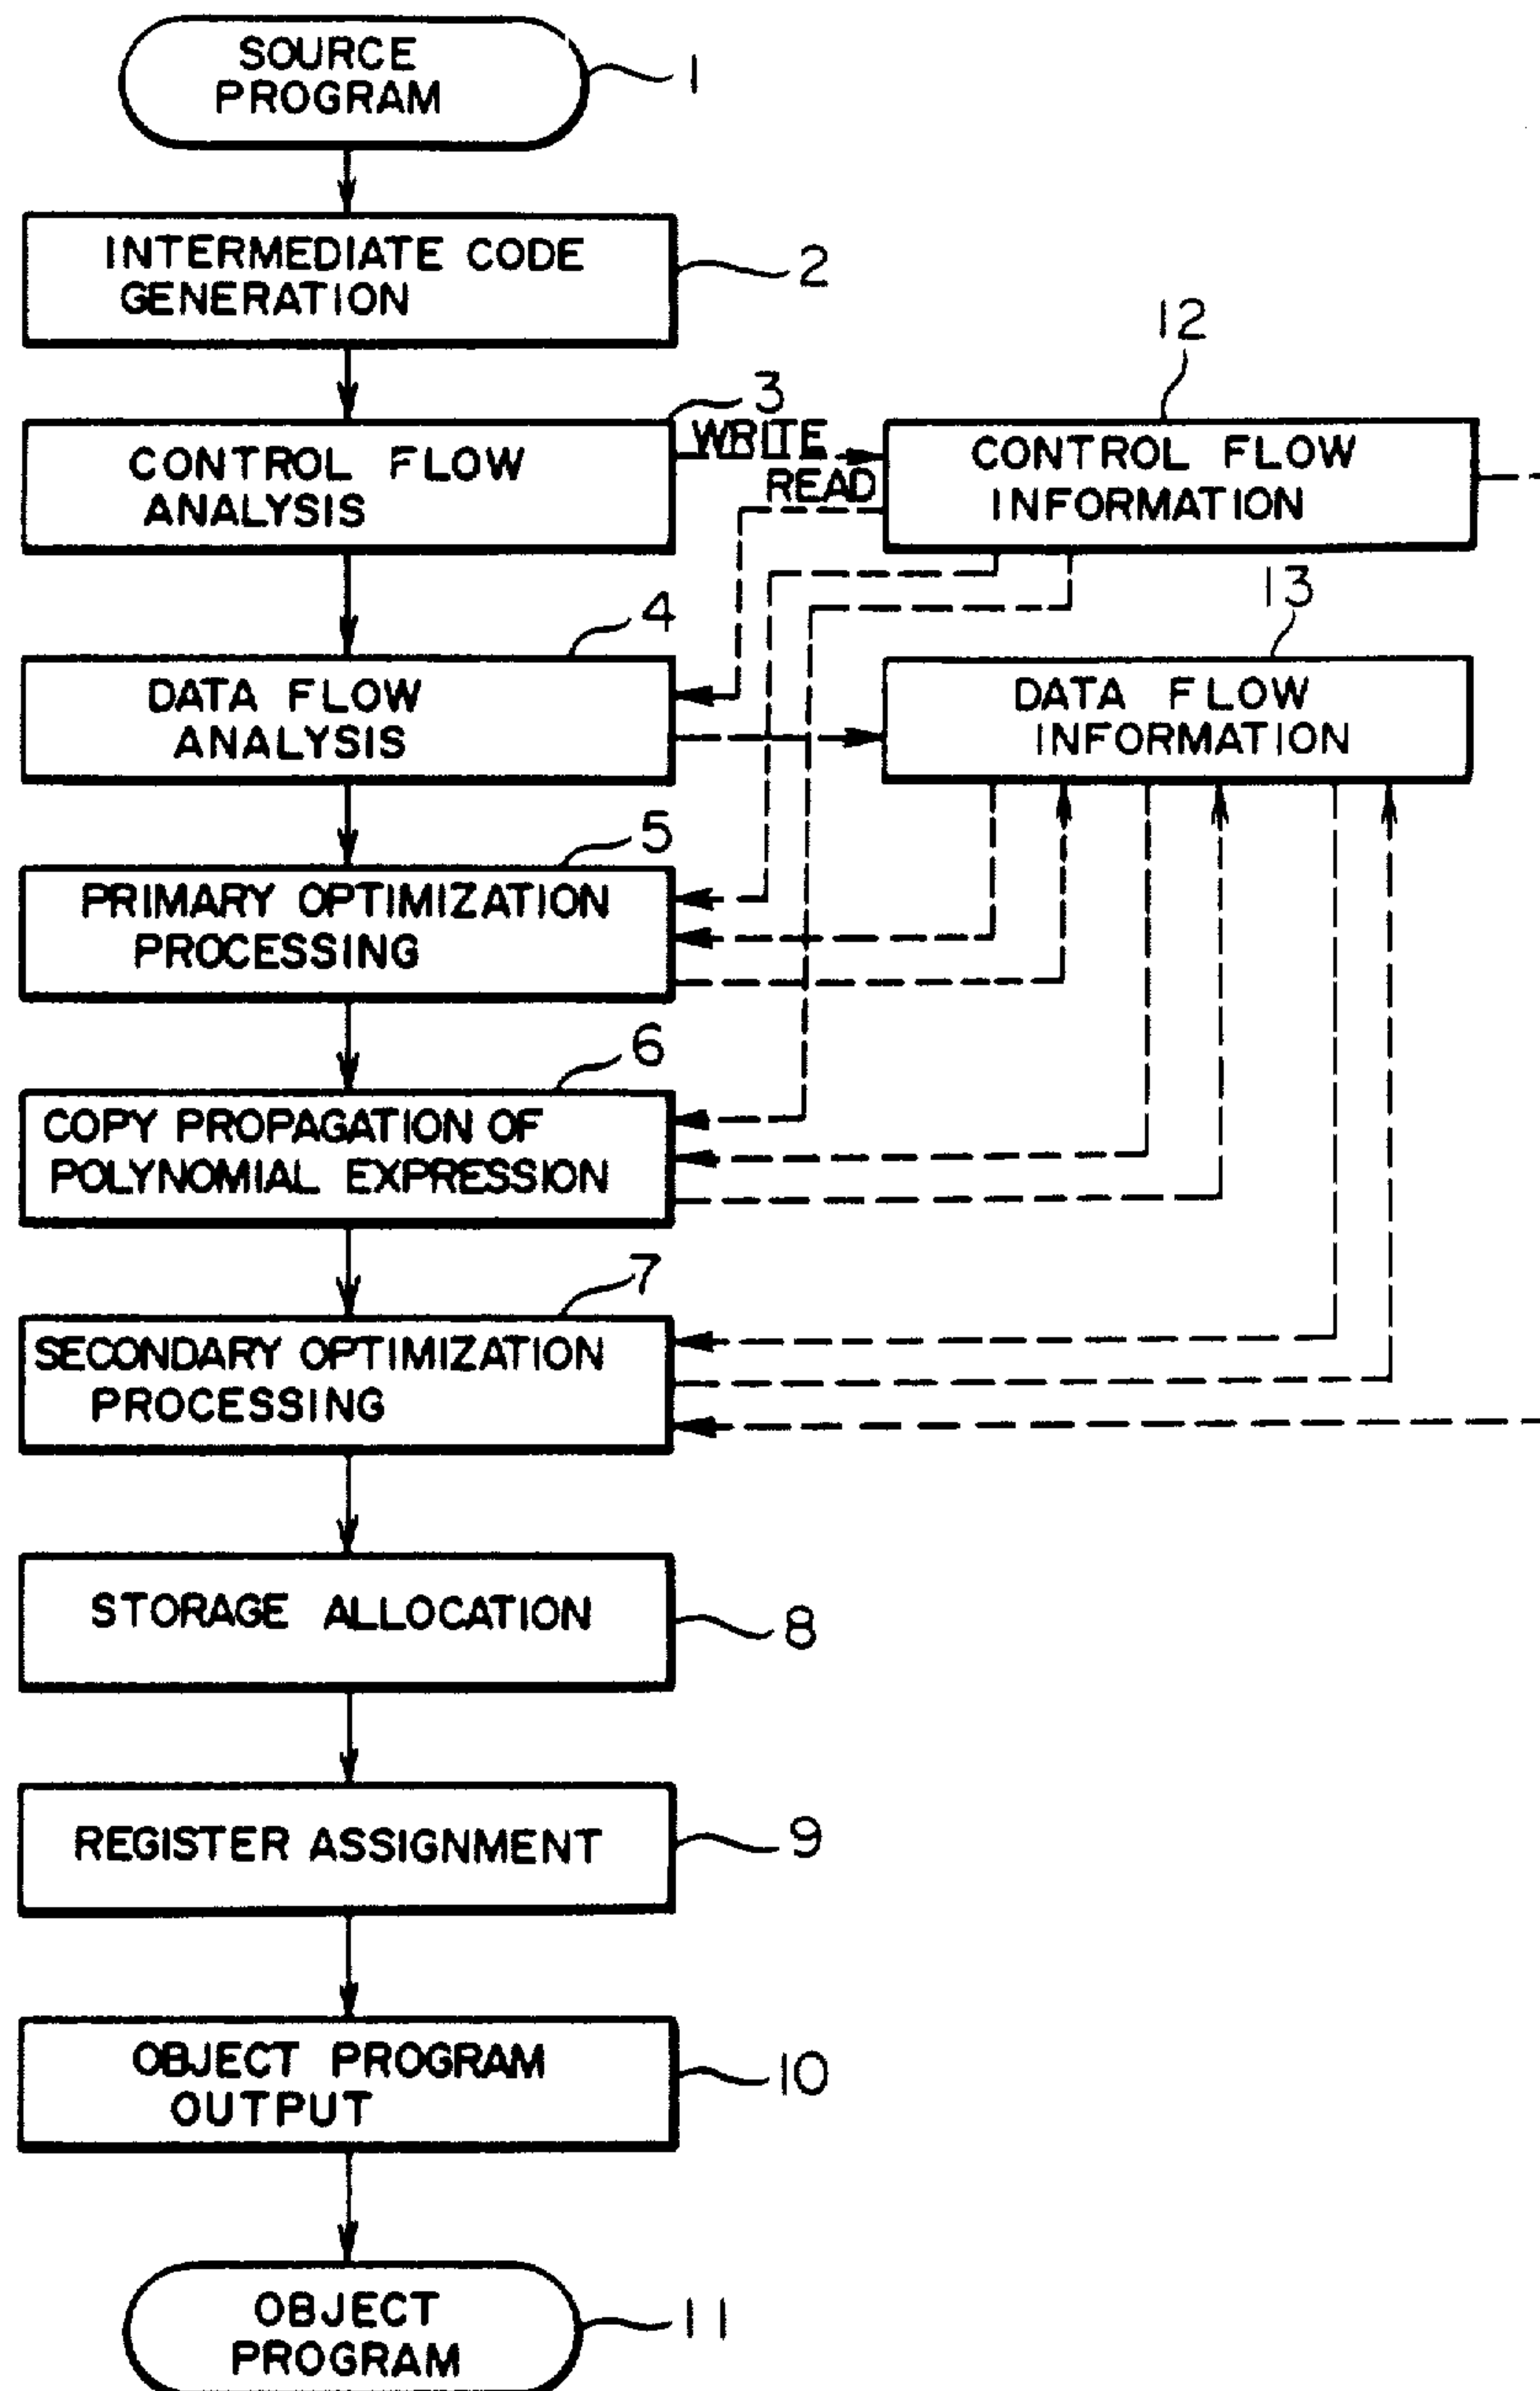 SOURCE
PROGRAM
1
INTERMEDIATE CODE
GENERATION
2
3
CONTROL FLOW
ANALYSIS
WRITE
READ
12
CONTROL FLOW
INFORMATION
4
DATA FLOW
ANALYSIS
13
DATA FLOW
INFORMATION
5
PRIMARY OPTIMIZATION
PROCESSING
6
COPY PROPAGATION OF
POLYNOMIAL EXPRESSION
7
SECONDARY OPTIMIZATION
PROCESSING
STORAGE ALLOCATION
8
REGISTER ASSIGNMENT
9
OBJECT PROGRAM
OUTPUT
10
OBJECT
PROGRAM
11